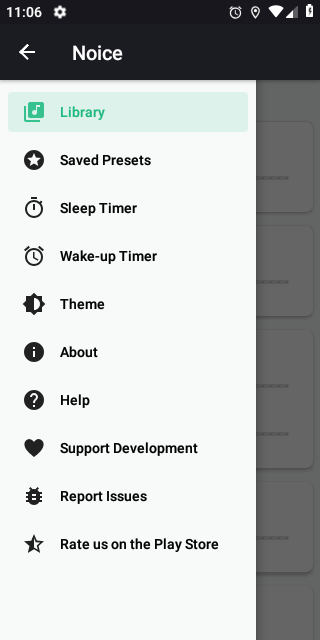 11:06
Noice
Library
Saved Presets
Sleep Timer
Wake-up Timer
Theme
About
Help
Support Development
Report Issues
Rate us on the Play Store